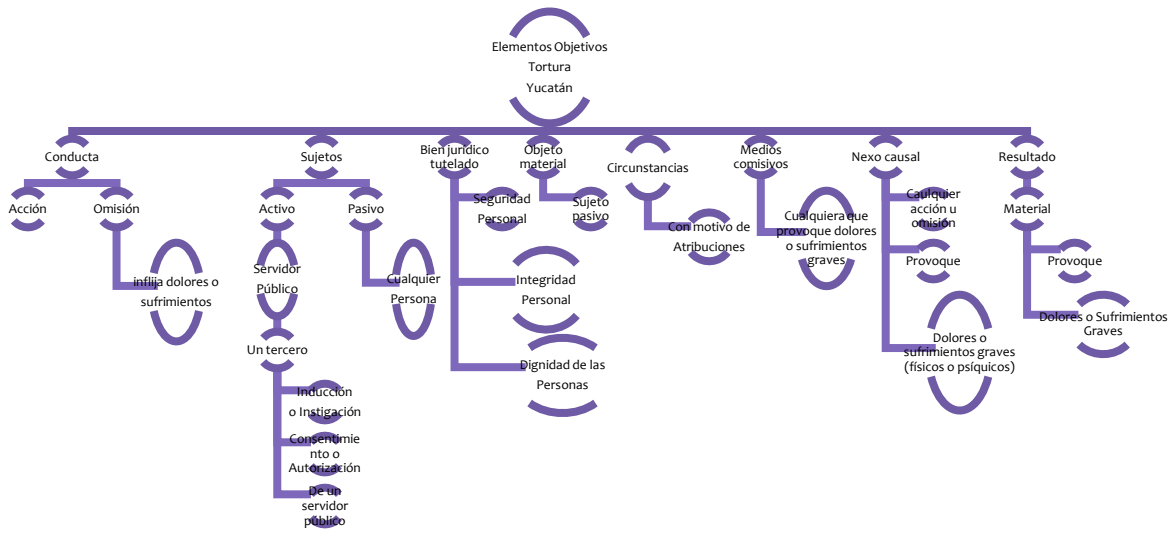 Elementos Objetivos
Tortura
Yucatán
Conducta
Acción
Omisión
inflija dolores o
sufrimientos
Sujetos
Activo
Servidor
Público
Un tercero
Inducción
o Instigación
Consentimie
nto o
Autorización
De un
servidor
público
Pasivo
Cualquier
Persona
Bien jurídico
tutelado
Seguridad
Personal
Integridad
Personal
Dignidad de las
Personas
Objeto
material
Sujeto
pasivo
Circunstancias
Con motivo de
Atribuciones
Medios
comisivos
Cualquiera que
provoque dolores
o sufrimientos
graves
Nexo causal
Caulquier
acción u
omisión
Provoque
Dolores o
sufrimientos graves
(físicos o psíquicos)
Resultado
Material
Provoque
Dolores o Sufrimientos
Graves